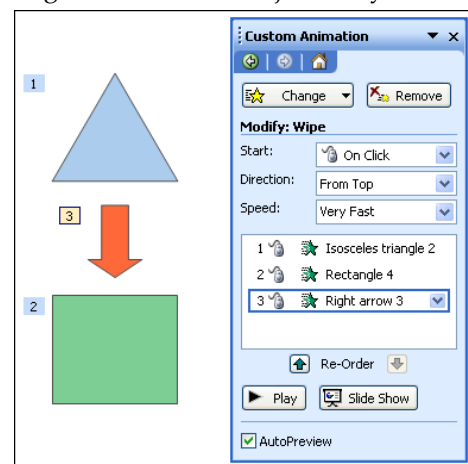 Custom Animation
1
Change
Remove
Modify: Wipe
Start:
On Click
Direction:
From Top
Speed:
Very Fast
3
1 Isosceles triangle 2
2 Rectangle 4
3 Right arrow 3
2
Re-Order
Play
Slide Show
AutoPreview